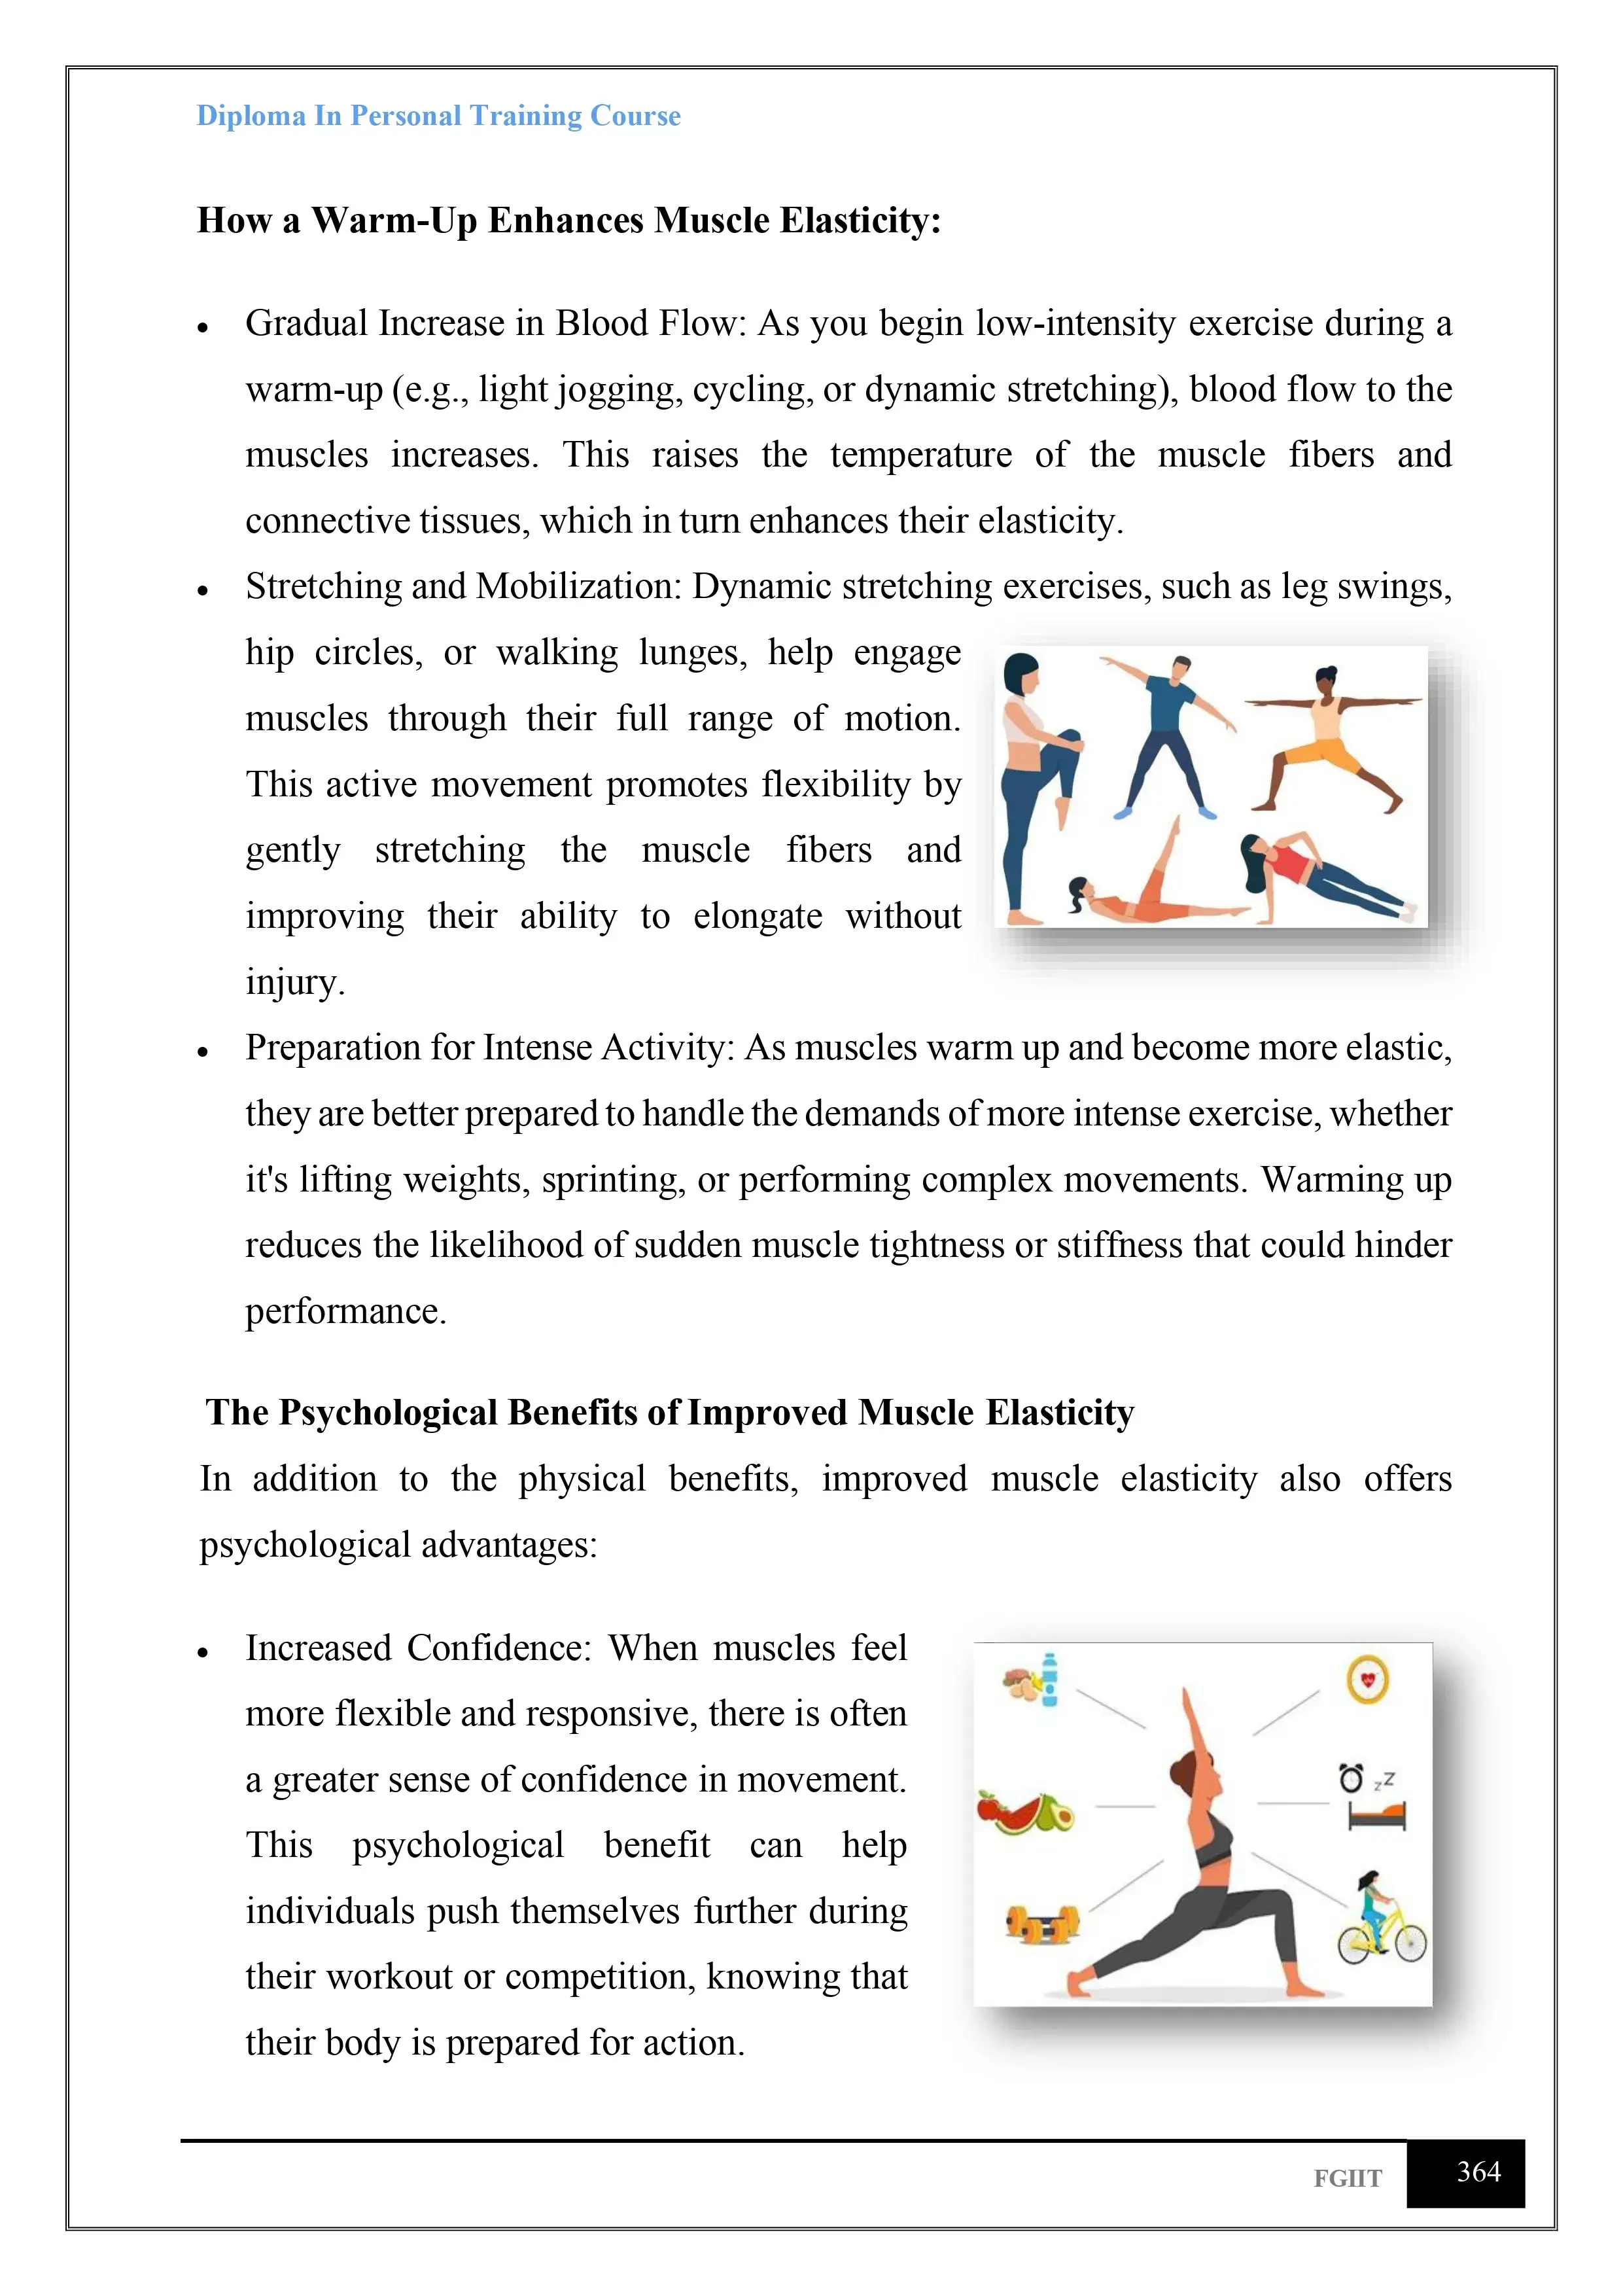 Diploma In Personal Training Course
How a Warm-Up Enhances Muscle Elasticity:
• Gradual Increase in Blood Flow: As you begin low-intensity exercise during a
warm-up (e.g., light jogging, cycling, or dynamic stretching), blood flow to the
muscles increases. This raises the temperature of the muscle fibers and
connective tissues, which in turn enhances their elasticity.
• Stretching and Mobilization: Dynamic stretching exercises, such as leg swings,
hip circles, or walking lunges, help engage
muscles through their full range of motion.
This active movement promotes flexibility by
gently stretching the muscle fibers and
improving their ability to elongate without
injury.
• Preparation for Intense Activity: As muscles warm up and become more elastic,
they are better prepared to handle the demands of more intense exercise, whether
it's lifting weights, sprinting, or performing complex movements. Warming up
reduces the likelihood of sudden muscle tightness or stiffness that could hinder
performance.
The Psychological Benefits of Improved Muscle Elasticity
In addition to the physical benefits, improved muscle elasticity also offers
psychological advantages:
• Increased Confidence: When muscles feel
more flexible and responsive, there is often
a greater sense of confidence in movement.
This psychological benefit can help
individuals push themselves further during
their workout or competition, knowing that
their body is prepared for action.
zZ
FGIIT
364